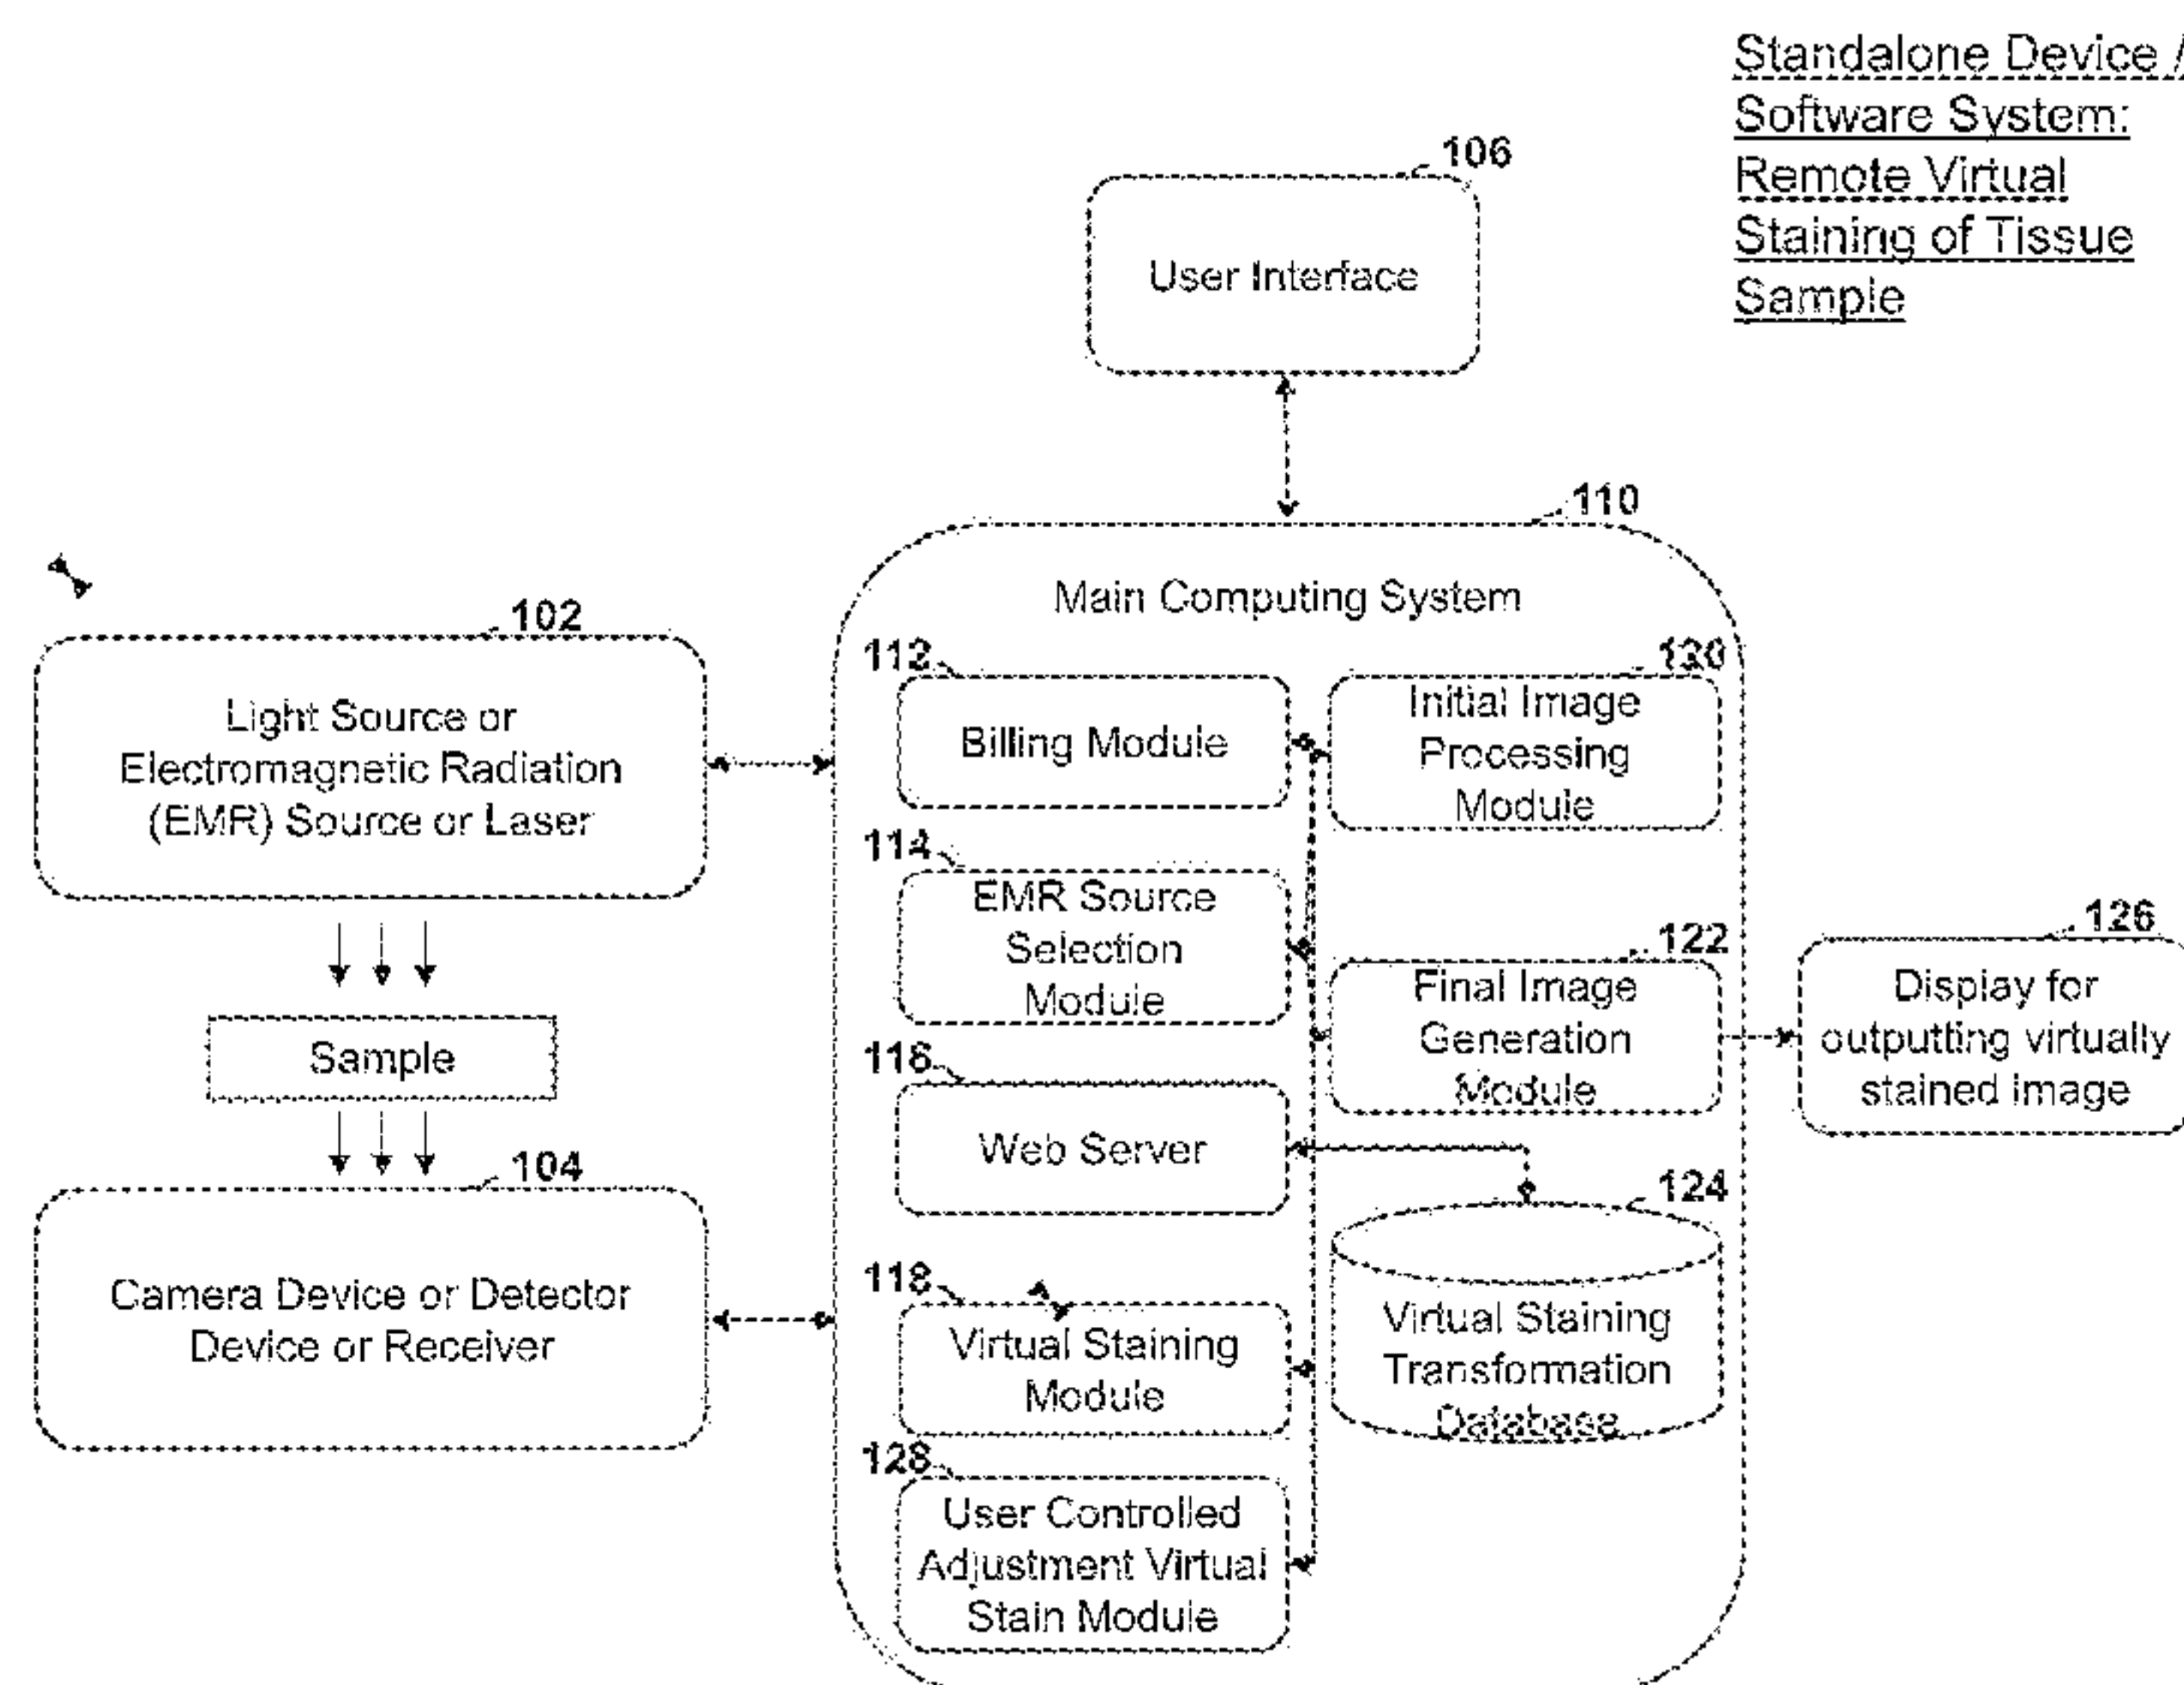 Standalone Device /
Software System:
Remote Virtual
Staining of Tissue
Sample
106
User Interface
110
Main Computing System
102
Light Source or
Electromagnetic Radiation
(EMR) Source or Laser
Sample
104
Camera Device or Detector
Device or Receiver
112
Billing Module
114
EMR Source
Selection
Module
116
Web Server
118
Virtual Staining
Module
128
User Controlled
Adjustment Virtual
Stain Module
120
Initial Image
Processing
Module
122
Final Image
Generation
Module
124
Virtual Staining
Transformation
Database
126
Display for
outputting virtually
stained image